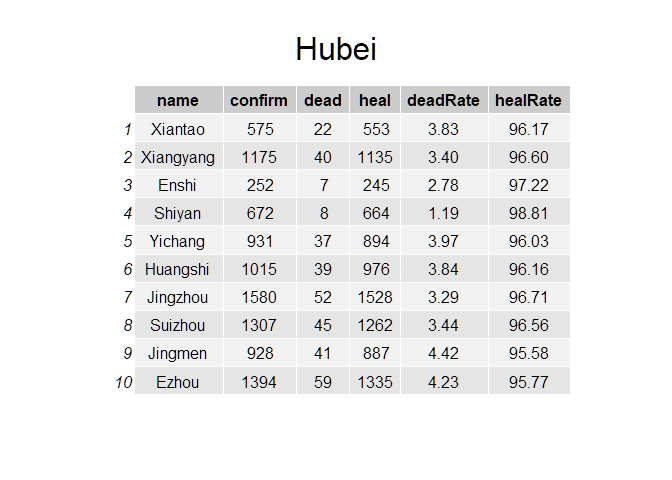 Hubei
name confirm dead heal deadRate healRate
1 Xiantao 575 22 553 3.83 96.17
2 Xiangyang 1175 40 1135 3.40 96.60
3 Enshi 252 7 245 2.78 97.22
4 Shiyan 672 8 664 1.19 98.81
5 Yichang 931 37 894 3.97 96.03
6 Huangshi 1015 39 976 3.84 96.16
7 Jingzhou 1580 52 1528 3.29 96.71
8 Suizhou 1307 45 1262 3.44 96.56
9 Jingmen 928 41 887 4.42 95.58
10 Ezhou 1394 59 1335 4.23 95.77